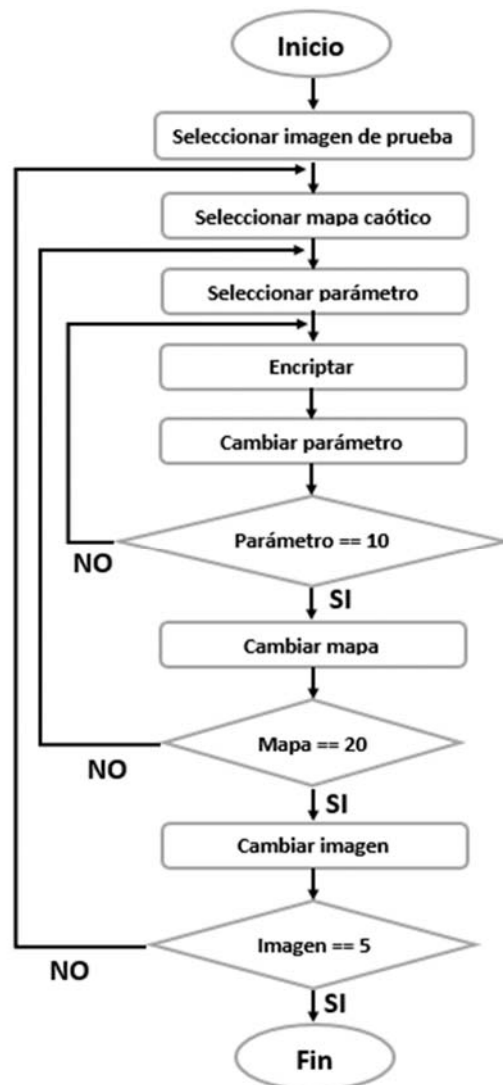 Inicio
Seleccionar imagen de prueba
Seleccionar mapa caótico
Seleccionar parámetro
Encriptar
Cambiar parámetro
Parámetro == 10
NO
SI
Cambiar mapa
Mapa == 20
NO
SI
Cambiar imagen
Imagen == 5
NO
SI
Fin